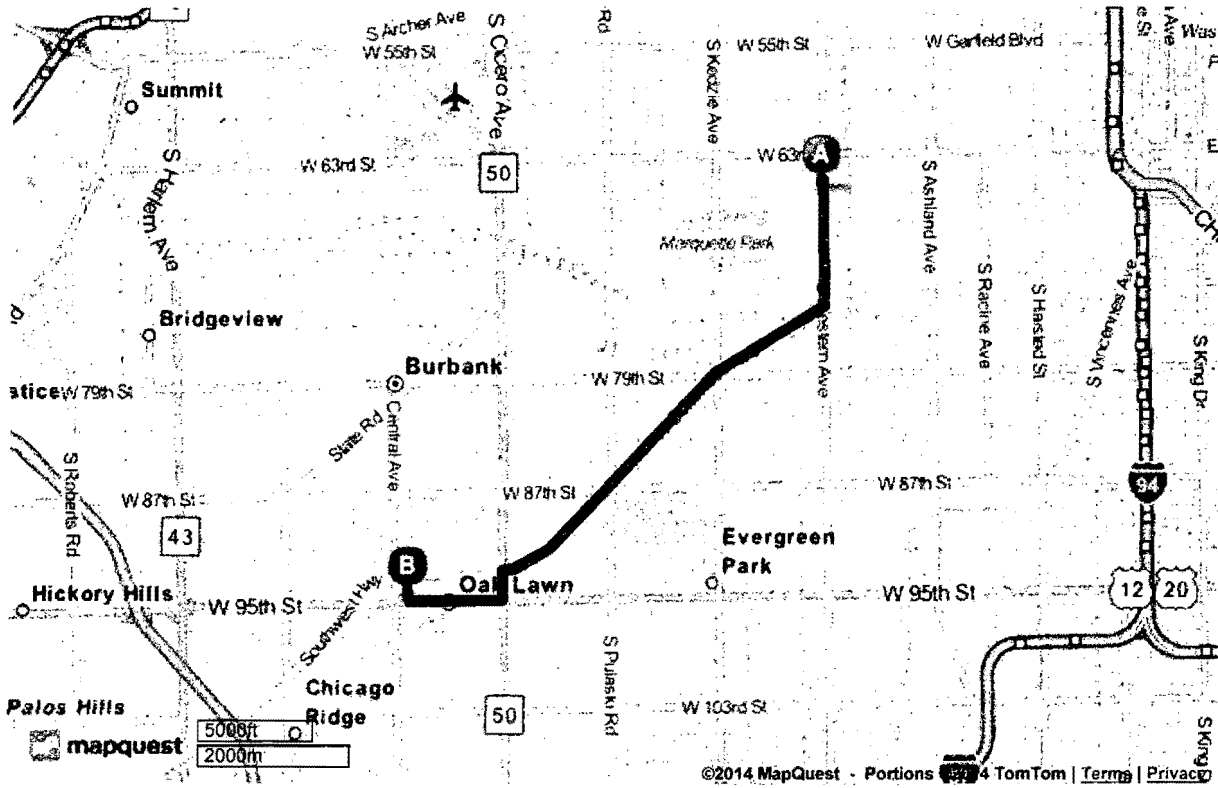 S Archer Ave
W 55th St
S Cicero Ave
Rd
S Kedzie Ave
W 55th St
W Garfield Blvd
Summit
S Harlem Ave
W 63rd St
50
W 63rd
A
S Ashland Ave
Marquette Park
S Racine Ave
S Halsted St
S Vincennes Ave
S King Dr
Bridgeview
Burbank
W 79th St
W 79th St
State Rd
Central Ave
S Roberts Rd
W 87th St
W 87th St
W 87th St
94
43
B
Evergreen
Park
Oak Lawn
Hickory Hills
W 95th St
W 95th St
12 20
Southwest Hwy
S Pulaski Rd
Chicago
Ridge
Palos Hills
50
W 103rd St
5000ft
2000m
mapquest
©2014 MapQuest - Portions
4 TomTom | Terms | Privacy